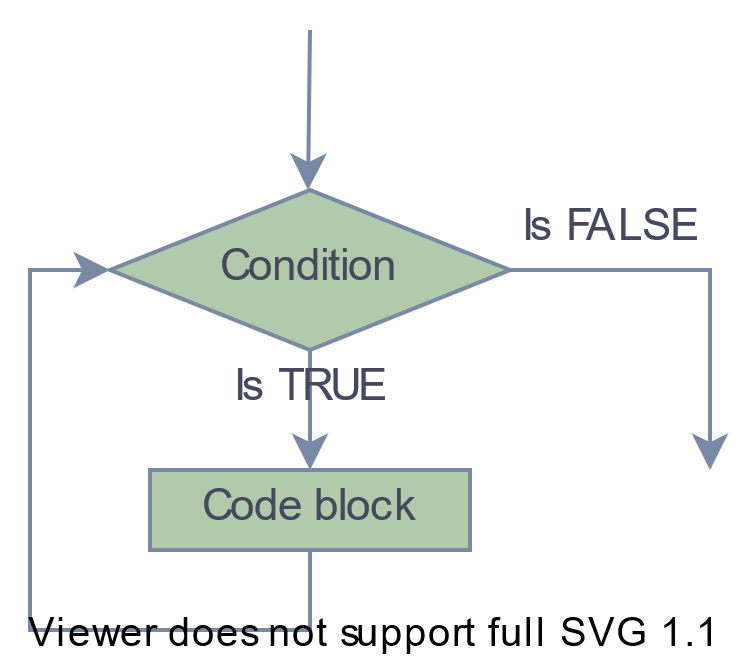 Is FALSE
Condition
Is TRUE
Code block
Viewer does not support full SVG 1.1